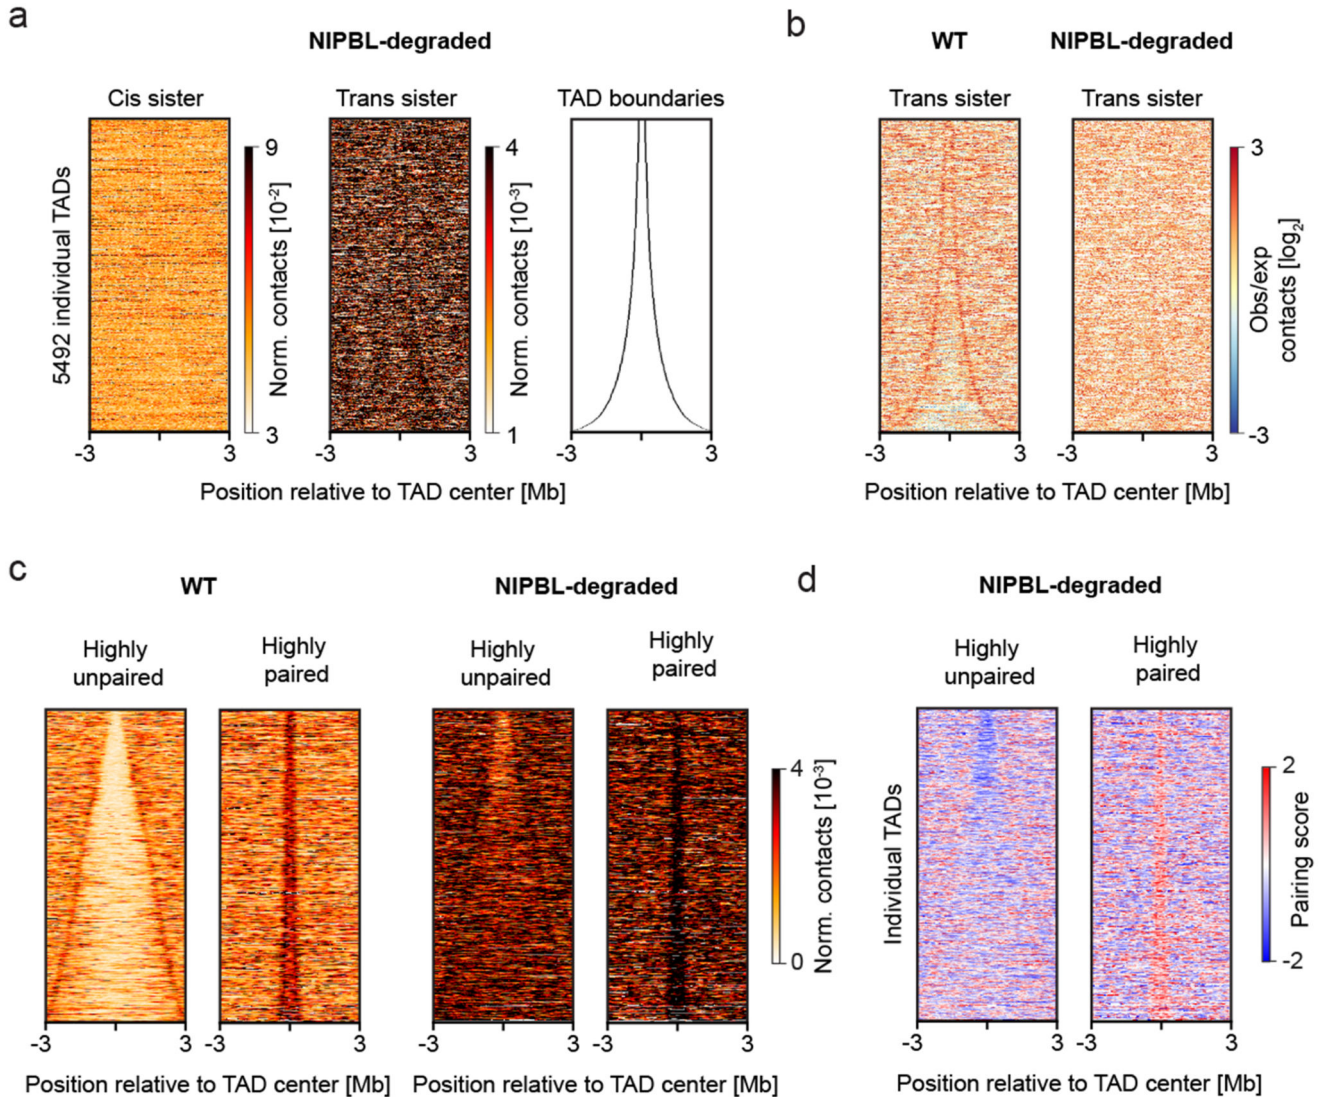 a
NIPBL-degraded
Cis sister
Trans sister
TAD boundaries
5492 individual TADs
9
3
Norm. contacts [10-2]
4
1
Norm. contacts [10-3]
-3 3
-3 3
-3 3
Position relative to TAD center [Mb]
b
WT
NIPBL-degraded
Trans sister
Trans sister
3
-3
Obs/exp
contacts [log2]
-3 3
-3 3
Position relative to TAD center [Mb]
c
WT
NIPBL-degraded
Highly
unpaired
Highly
paired
Highly
unpaired
Highly
paired
4
0
Norm. contacts [10-3]
-3 3
-3 3
-3 3
-3 3
Position relative to TAD center [Mb]
Position relative to TAD center [Mb]
d
NIPBL-degraded
Highly
unpaired
Highly
paired
Individual TADs
2
-2
Pairing score
-3 3
-3 3
Position relative to TAD center [Mb]